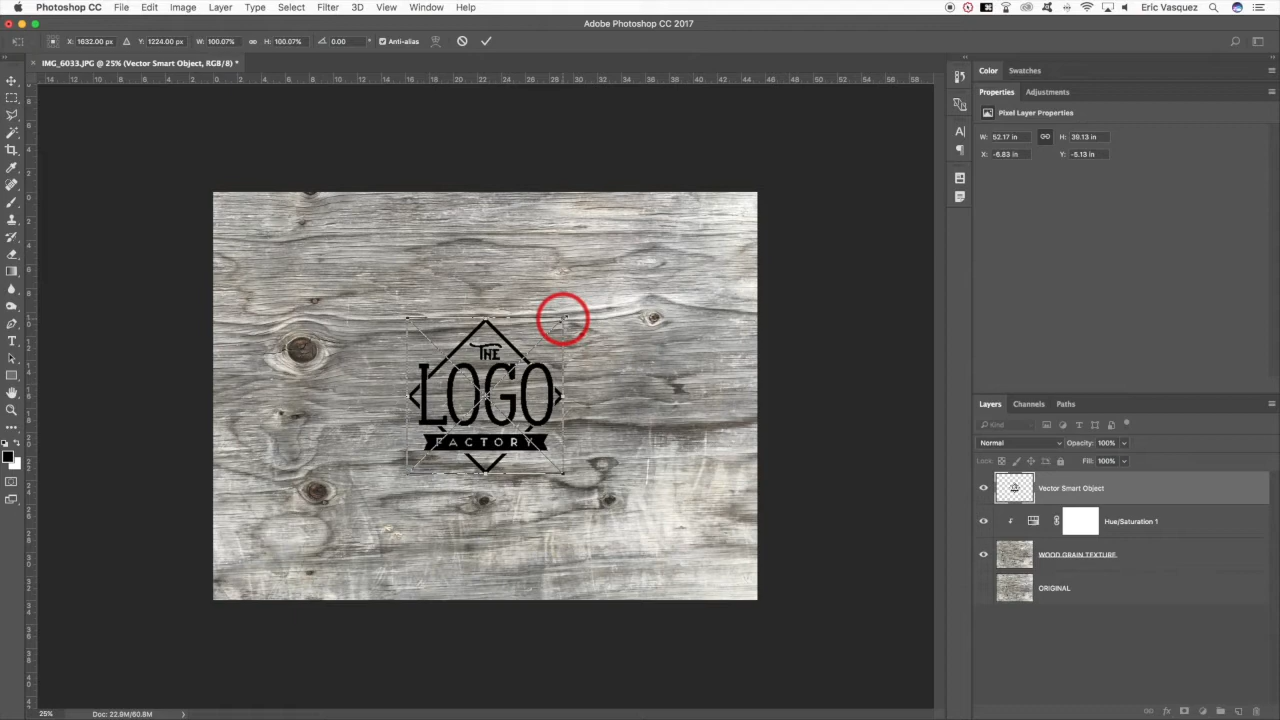 Photoshop CC File Edit Image Layer Type Select Filter 3D View Window Help Eric Vasquez
Adobe Photoshop CC 2017
X: 1632.00 px Y: 1224.00 px W: 100.07% H: 100.07% 0.00 ° Anti-alias
IMG_6033.JPG @ 25% (Vector Smart Object, RGB/8) *
Color Swatches
Properties Adjustments
Pixel Layer Properties
W: 52.17 in H: 39.13 in
X: -6.83 in Y: -5.13 in
THE
LOGO
FACTORY
Layers Channels Paths
Kind
Normal Opacity: 100%
Lock: Fill: 100%
Vector Smart Object
Hue/Saturation 1
WOOD GRAIN TEXTURE
ORIGINAL
25% Doc: 22.9M/60.8M